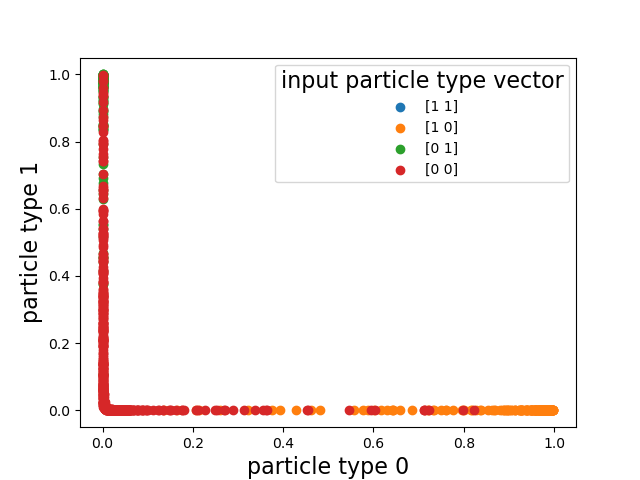 input particle type vector
[1 1]
[1 0]
[0 1]
[0 0]
particle type 1
1.0
0.8
0.6
0.4
0.2
0.0
0.0 0.2 0.4 0.6 0.8 1.0
particle type 0